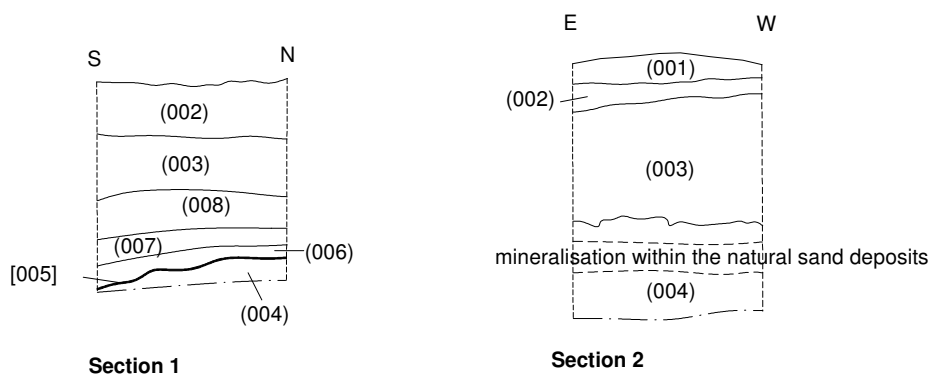 S N
(002)
(003)
(008)
(007)
(006)
[005]
(004)
Section 1
E W
(001)
(002)
(003)
mineralisation within the natural sand deposits
(004)
Section 2